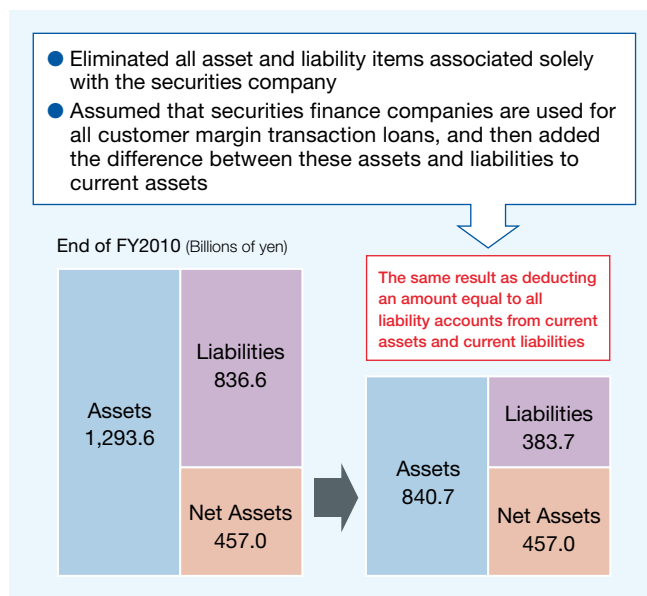 ● Eliminated all asset and liability items associated solely
with the securities company
● Assumed that securities finance companies are used for
all customer margin transaction loans, and then added
the difference between these assets and liabilities to
current assets
End of FY2010 (Billions of yen)
The same result as deducting
an amount equal to all
liability accounts from current
assets and current liabilities
Assets
1,293.6
Liabilities
836.6
Net Assets
457.0
Assets
840.7
Liabilities
383.7
Net Assets
457.0